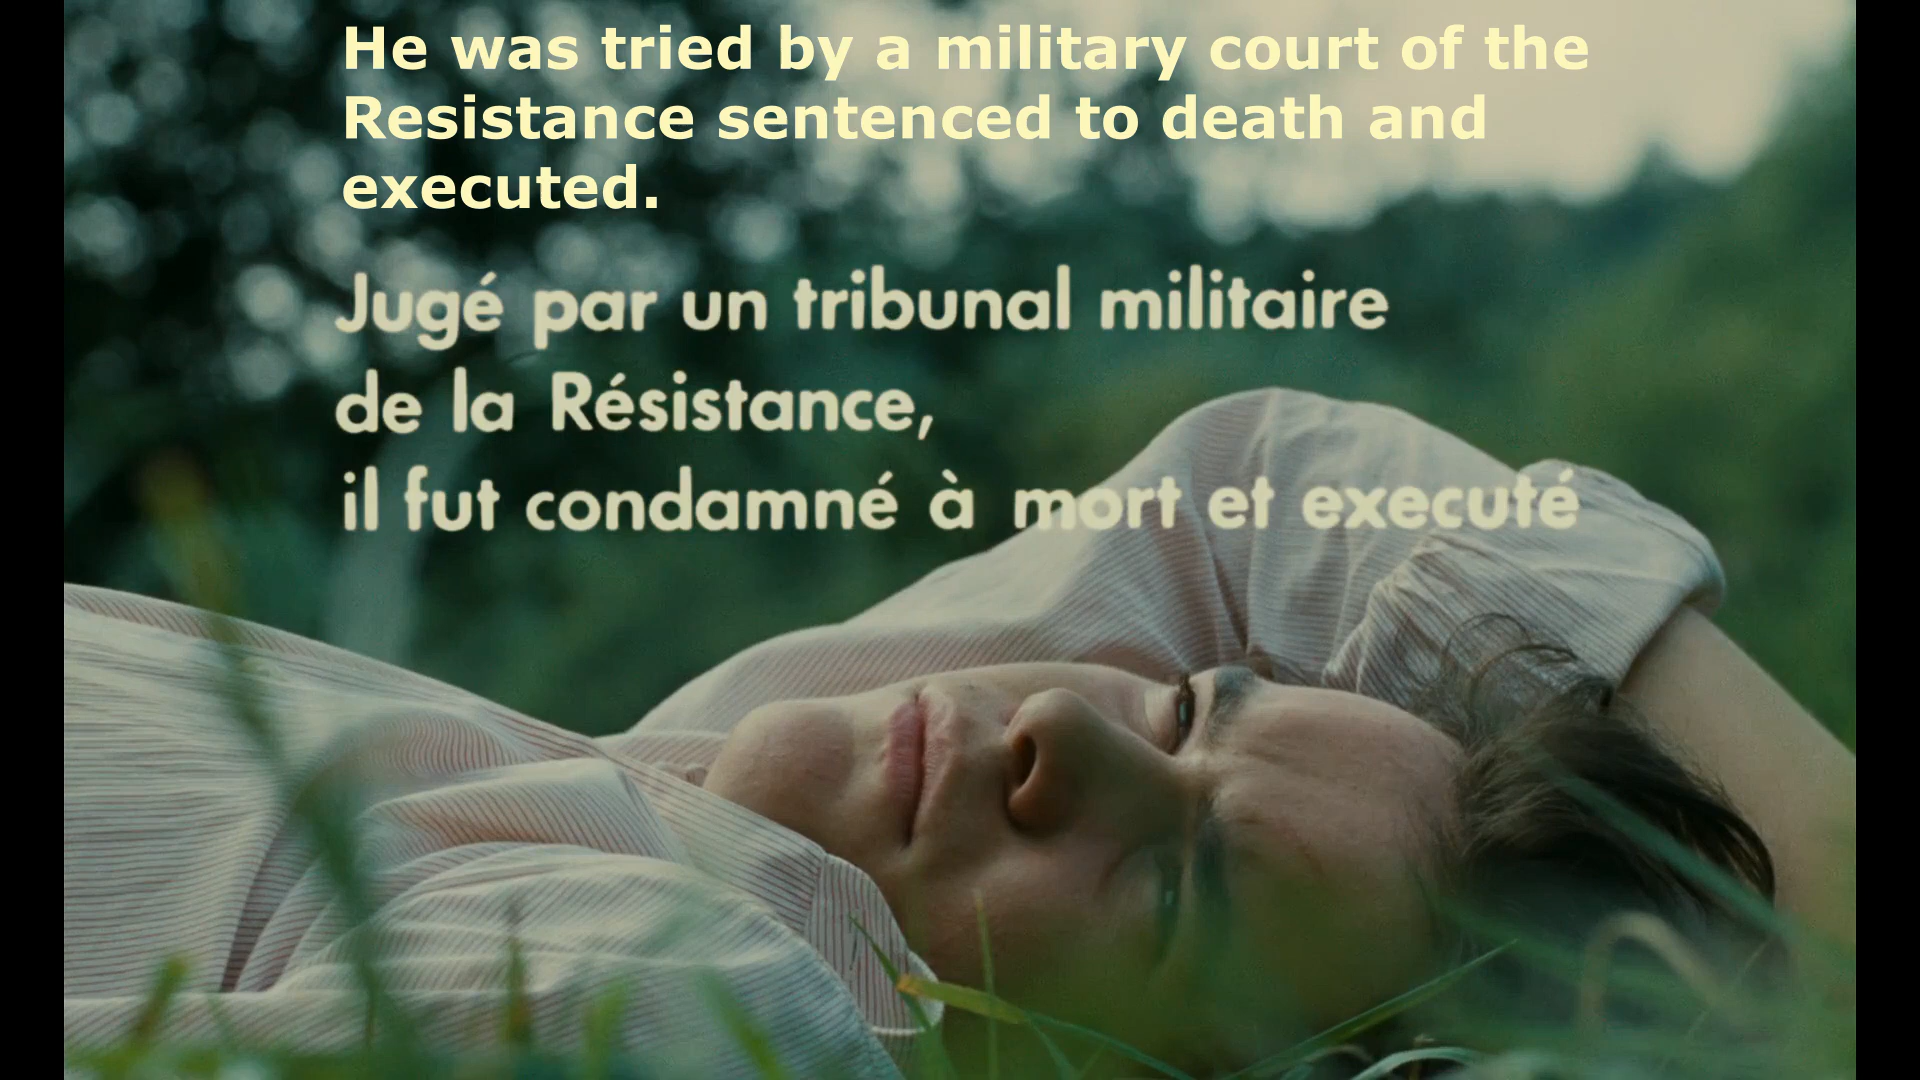 He was tried by a military court of the
Resistance sentenced to death and
executed.
Jugé par un tribunal militaire
de la Résistance,
il fut condamné à mort et executé